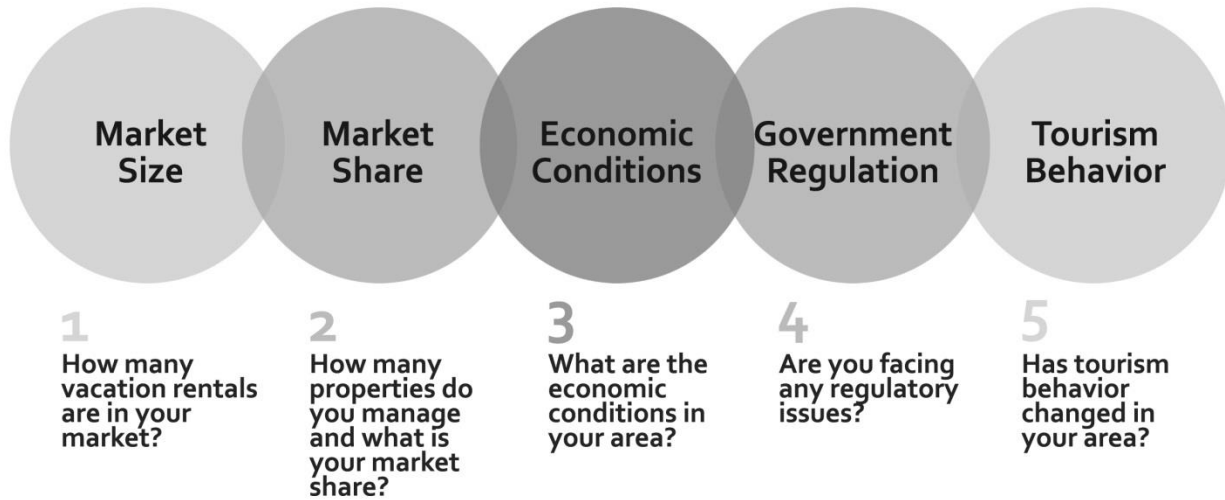 Market
Size
Market
Share
Economic
Conditions
Government
Regulation
Tourism
Behavior
1
How many
vacation rentals
are in your
market?
2
How many
properties do
you manage
and what is
your market
share?
3
What are the
economic
conditions in
your area?
4
Are you facing
any regulatory
issues?
5
Has tourism
behavior
changed in
your area?